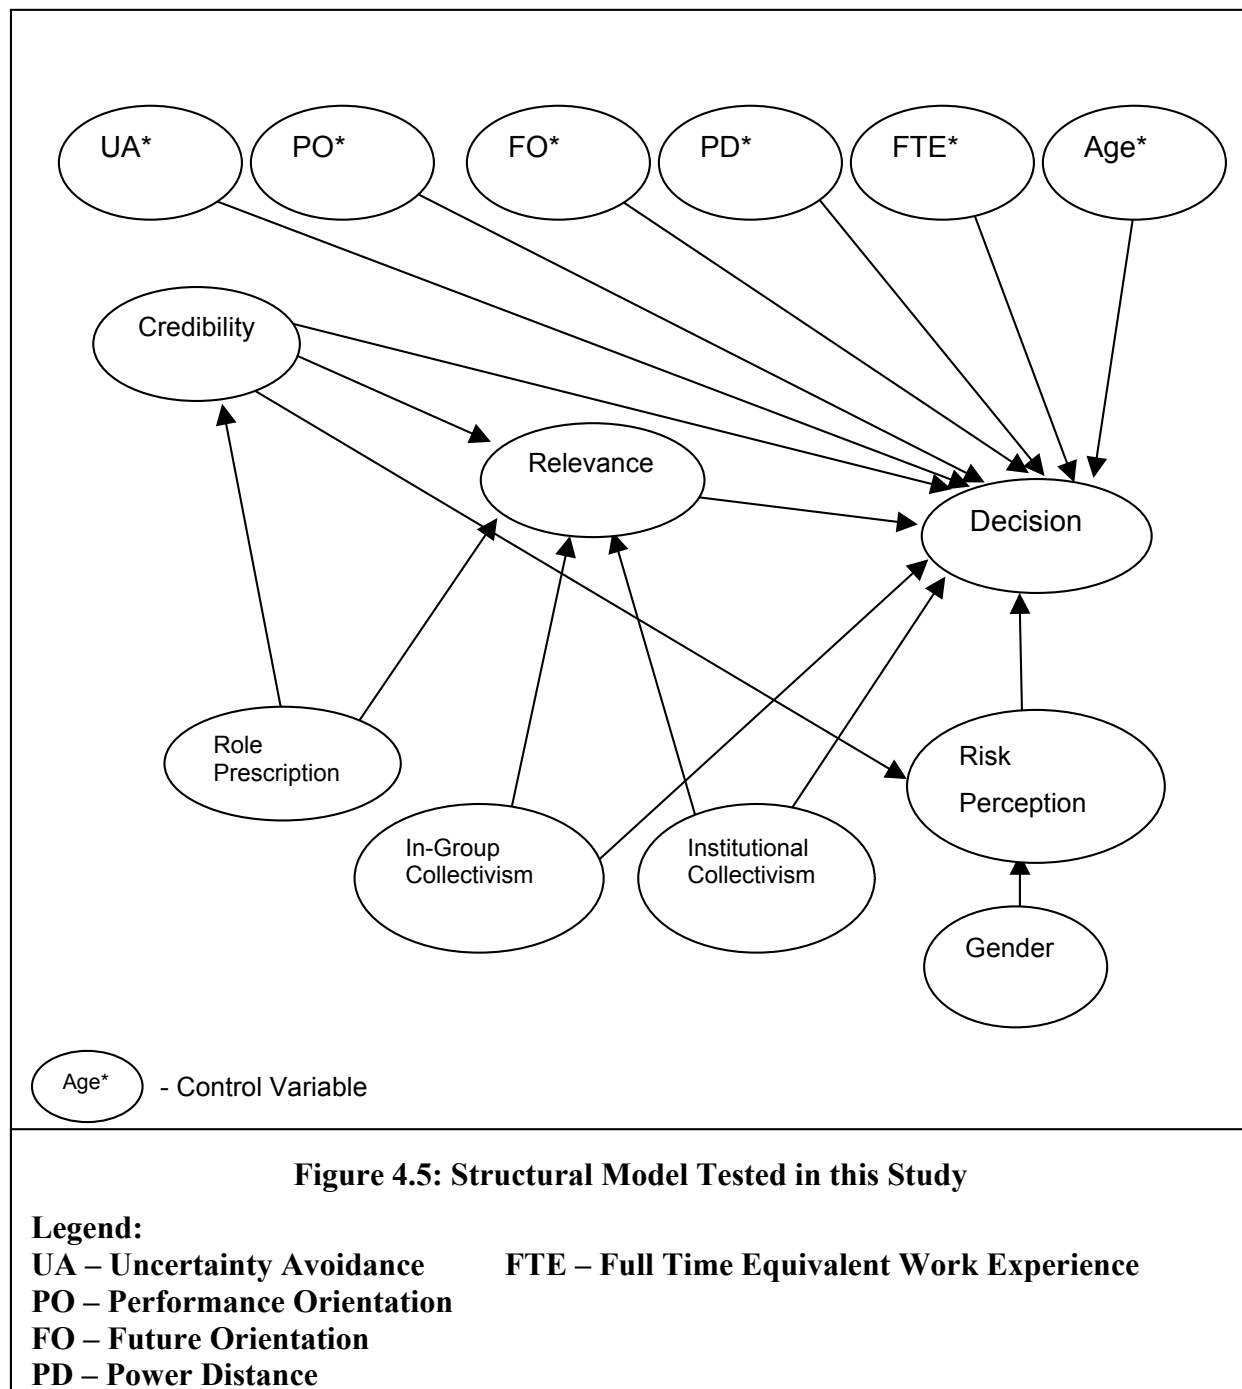 UA*
PO*
FO*
PD*
FTE*
Age*
Credibility
Relevance
Decision
Role
Prescription
In-Group
Collectivism
Institutional
Collectivism
Risk
Perception
Gender
Age*
- Control Variable
Figure 4.5: Structural Model Tested in this Study
Legend:
UA – Uncertainty Avoidance FTE – Full Time Equivalent Work Experience
PO – Performance Orientation
FO – Future Orientation
PD – Power Distance